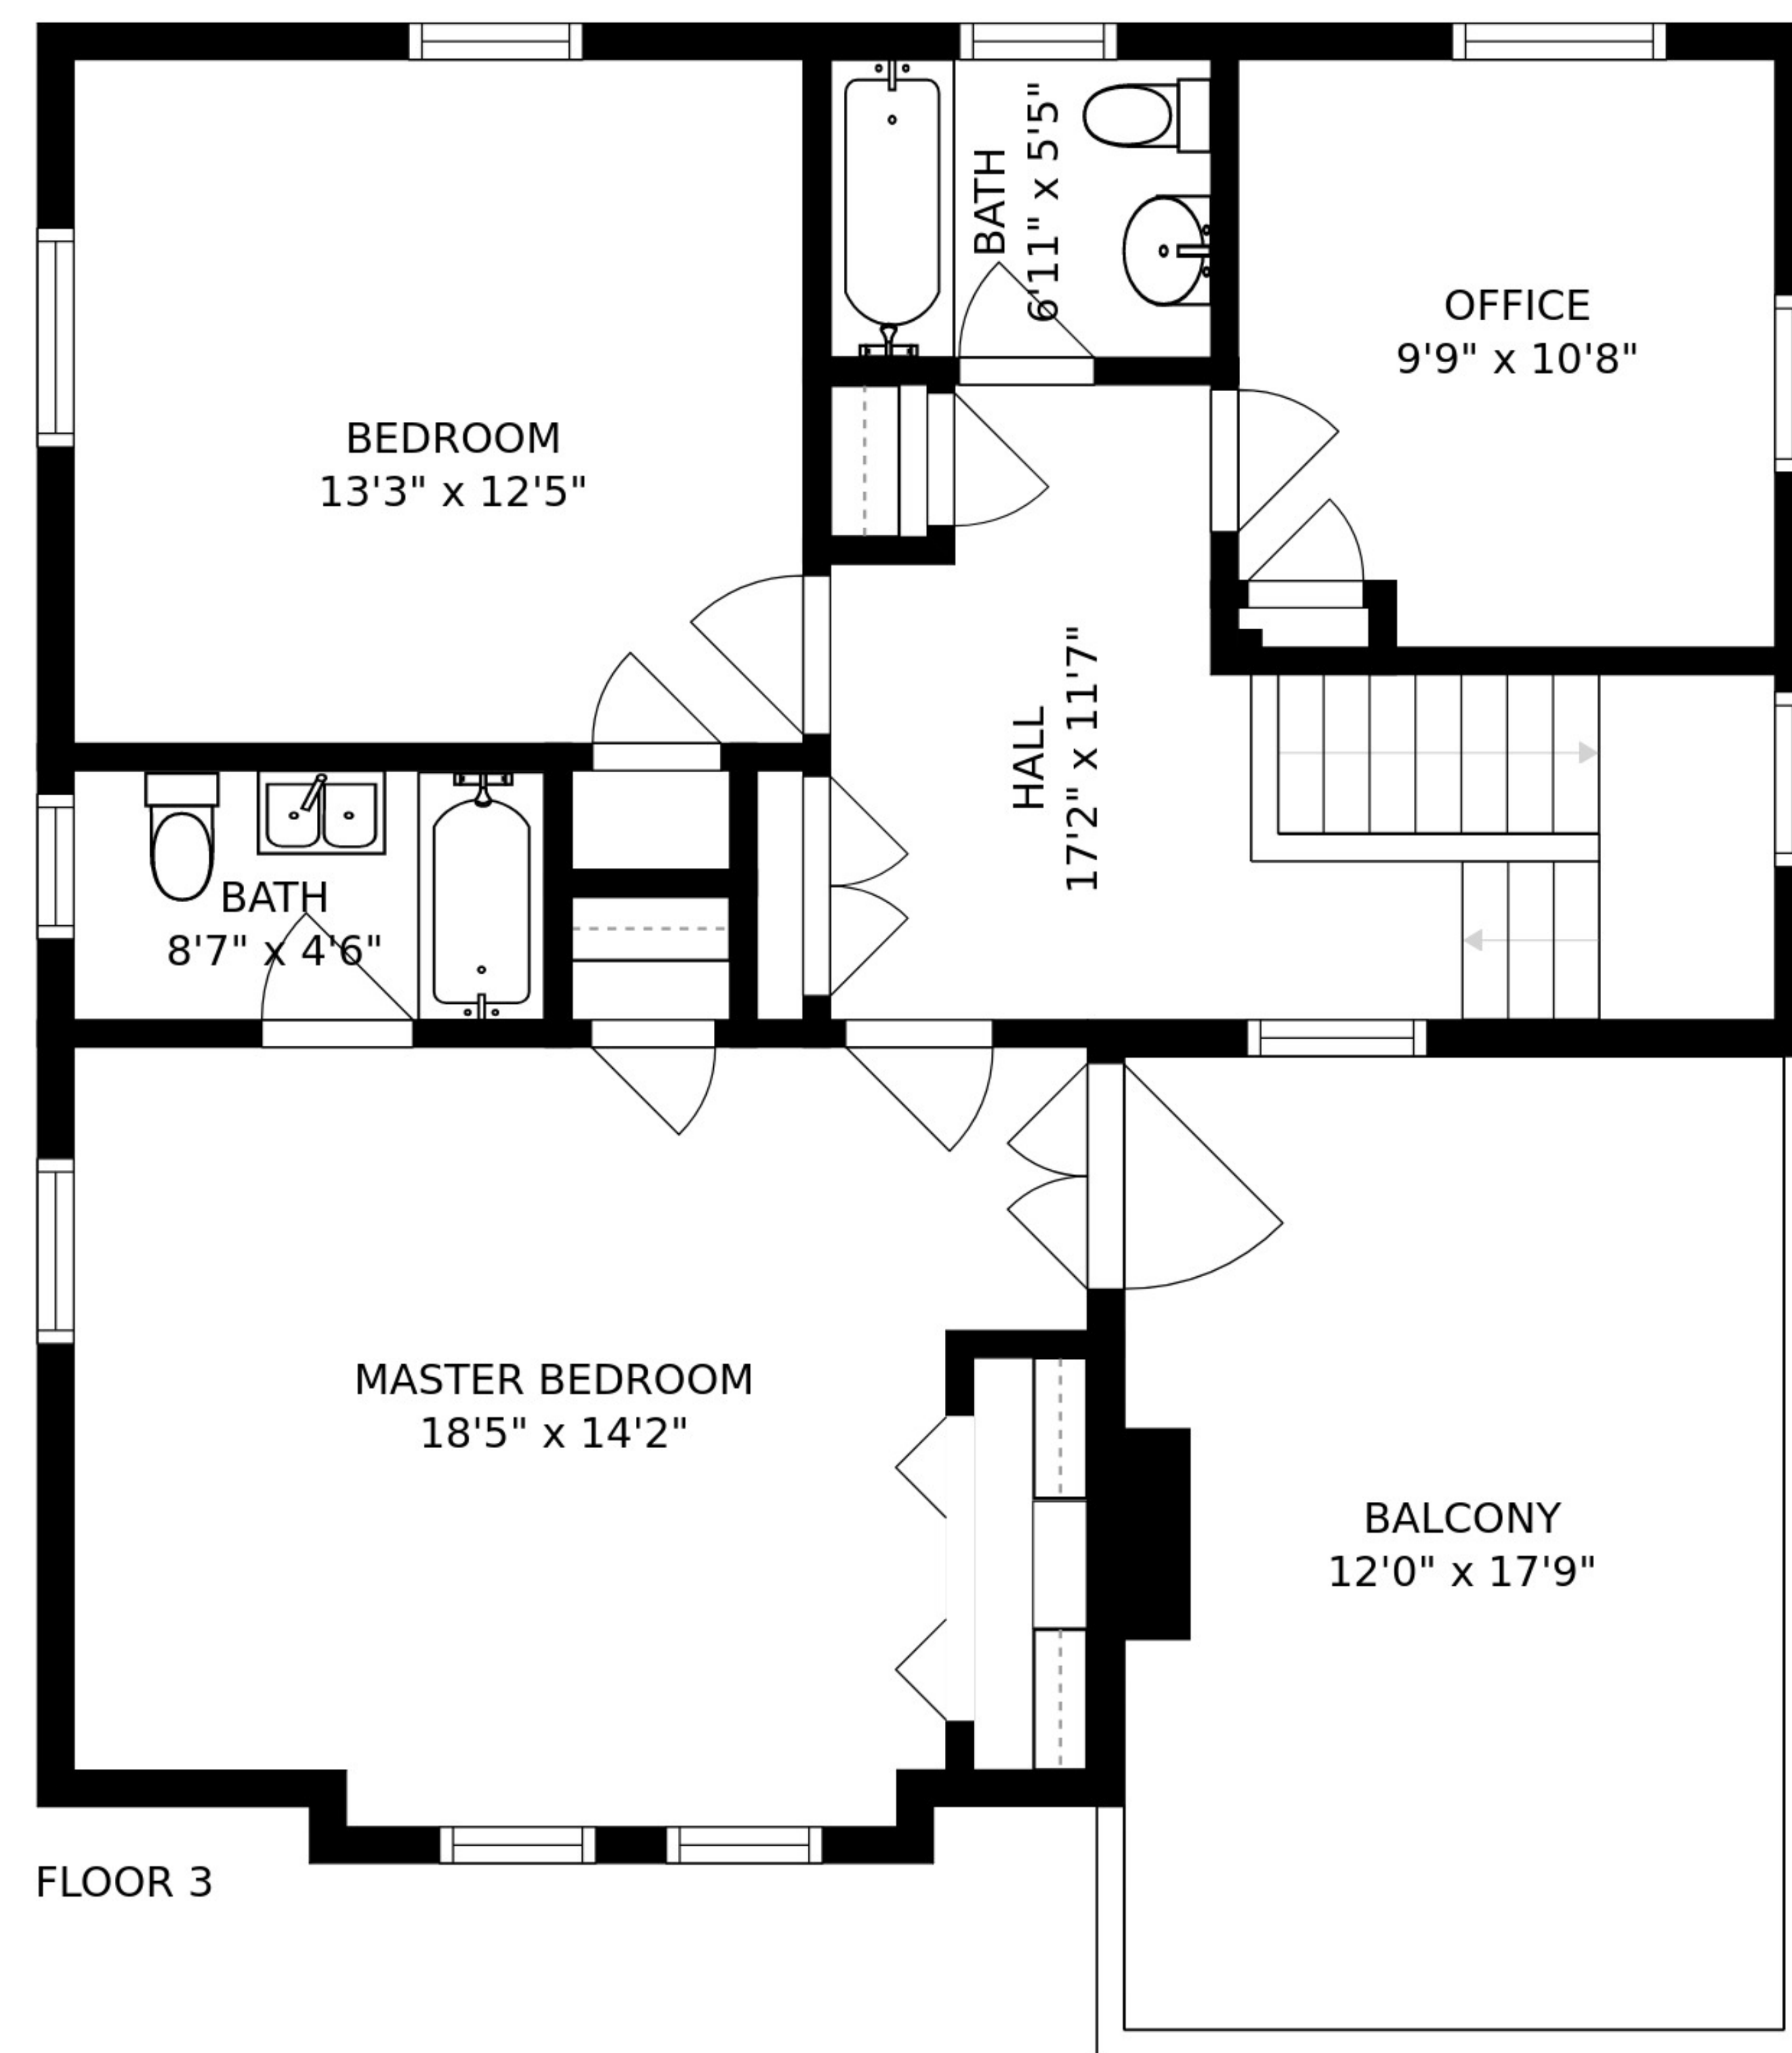 BATH
6'11" x 5'5"
OFFICE
9'9" x 10'8"
BEDROOM
13'3" x 12'5"
HALL
17'2" x 11'7"
BATH
8'7" x 4'6"
MASTER BEDROOM
18'5" x 14'2"
BALCONY
12'0" x 17'9"
FLOOR 3